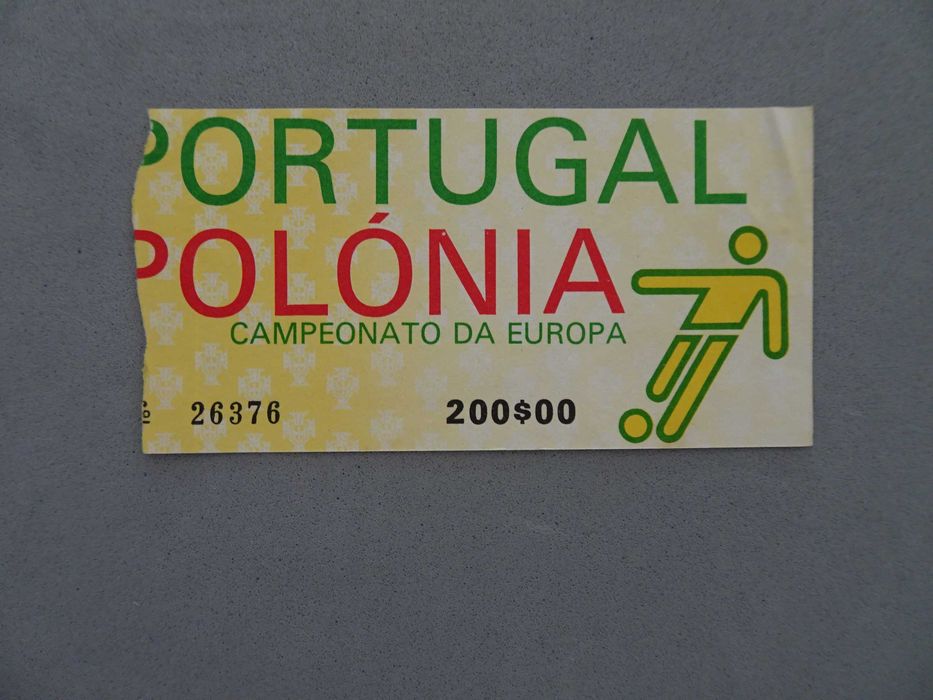 PORTUGAL
POLÓNIA
CAMPEONATO DA EUROPA
26376 200$00